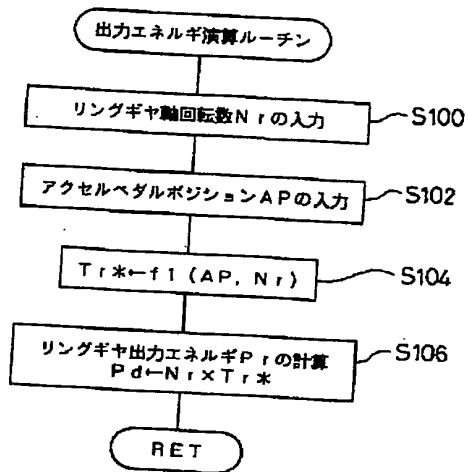 出力エネルギ演算ルーチン
リングギヤ軸回転数Nrの入力
S100
アクセルペダルポジションAPの入力
S102
Tr*←f1(AP,Nr)
S104
リングギヤ出力エネルギPrの計算
Pd←Nr×Tr*
S106
RET